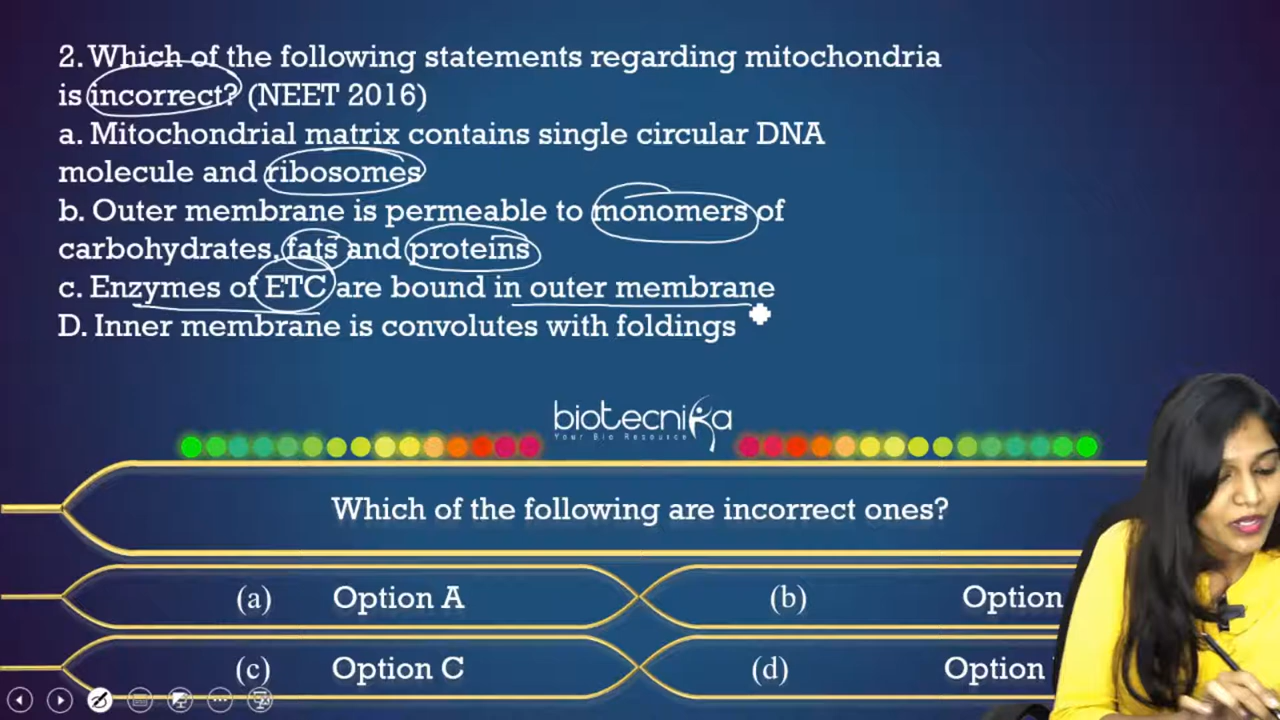 2. Which of the following statements regarding mitochondria
is incorrect? (NEET 2016)
a. Mitochondrial matrix contains single circular DNA
molecule and ribosomes
b. Outer membrane is permeable to monomers of
carbohydrates, fats and proteins
c. Enzymes of ETC are bound in outer membrane
D. Inner membrane is convolutes with foldings
biotecnika
Your Bio Resource
Which of the following are incorrect ones?
(a) Option A
(b) Option
(c) Option C
(d) Option